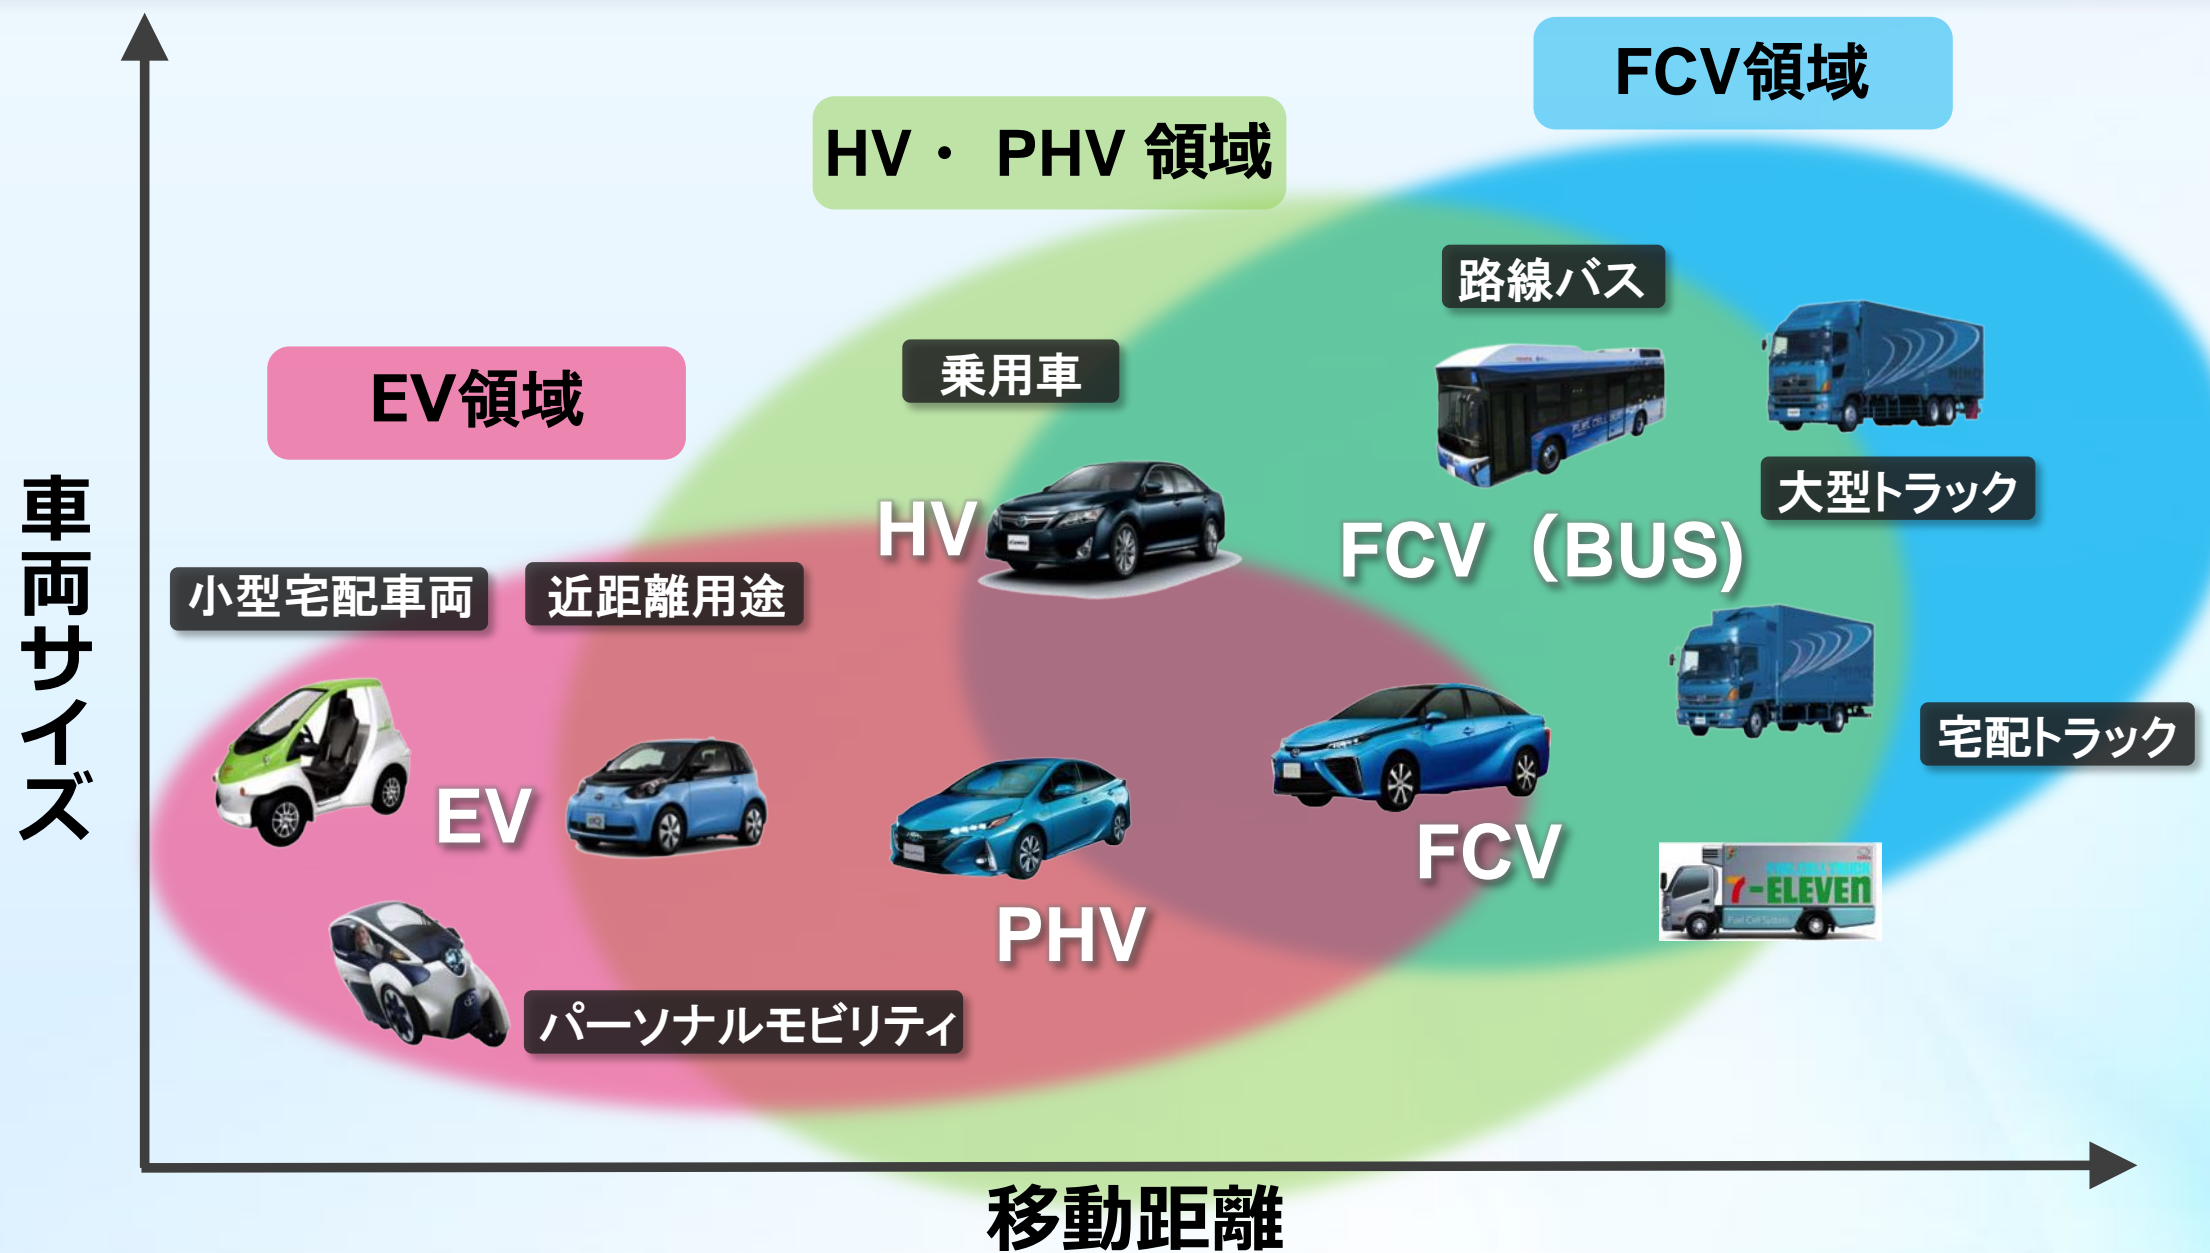 FCV領域
HV・ PHV 領域
路線バス
乗用車
EV領域
大型トラック
HV
FCV（BUS)
車両サイズ
小型宅配車両
近距離用途
宅配トラック
EV
FCV
7-ELEVEN
Fuel Cell System
PHV
パーソナルモビリティ
移動距離